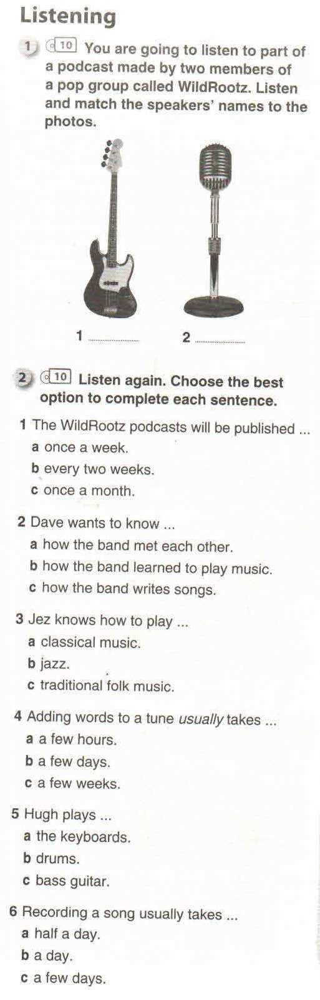 Listening
1 10 You are going to listen to part of
a podcast made by two members of
a pop group called WildRootz. Listen
and match the speakers' names to the
photos.
1 .................... 2 ....................
2 10 Listen again. Choose the best
option to complete each sentence.
1 The WildRootz podcasts will be published ...
a once a week.
b every two weeks.
c once a month.
2 Dave wants to know ...
a how the band met each other.
b how the band learned to play music.
c how the band writes songs.
3 Jez knows how to play ...
a classical music.
b jazz.
c traditional folk music.
4 Adding words to a tune usually takes ...
a a few hours.
b a few days.
c a few weeks.
5 Hugh plays ...
a the keyboards.
b drums.
c bass guitar.
6 Recording a song usually takes ...
a half a day.
b a day.
c a few days.